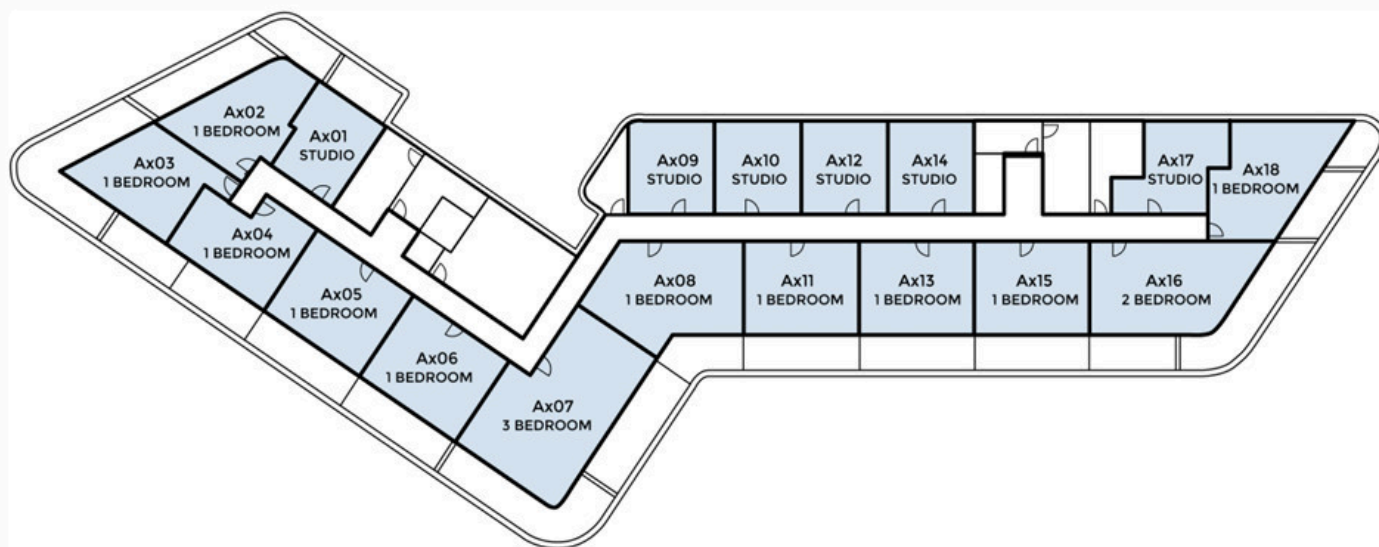 Ax02
1 BEDROOM
Ax01
STUDIO
Ax03
1 BEDROOM
Ax04
1 BEDROOM
Ax05
1 BEDROOM
Ax06
1 BEDROOM
Ax07
3 BEDROOM
Ax09
STUDIO
Ax10
STUDIO
Ax12
STUDIO
Ax14
STUDIO
Ax17
STUDIO
Ax18
1 BEDROOM
Ax08
1 BEDROOM
Ax11
1 BEDROOM
Ax13
1 BEDROOM
Ax15
1 BEDROOM
Ax16
2 BEDROOM